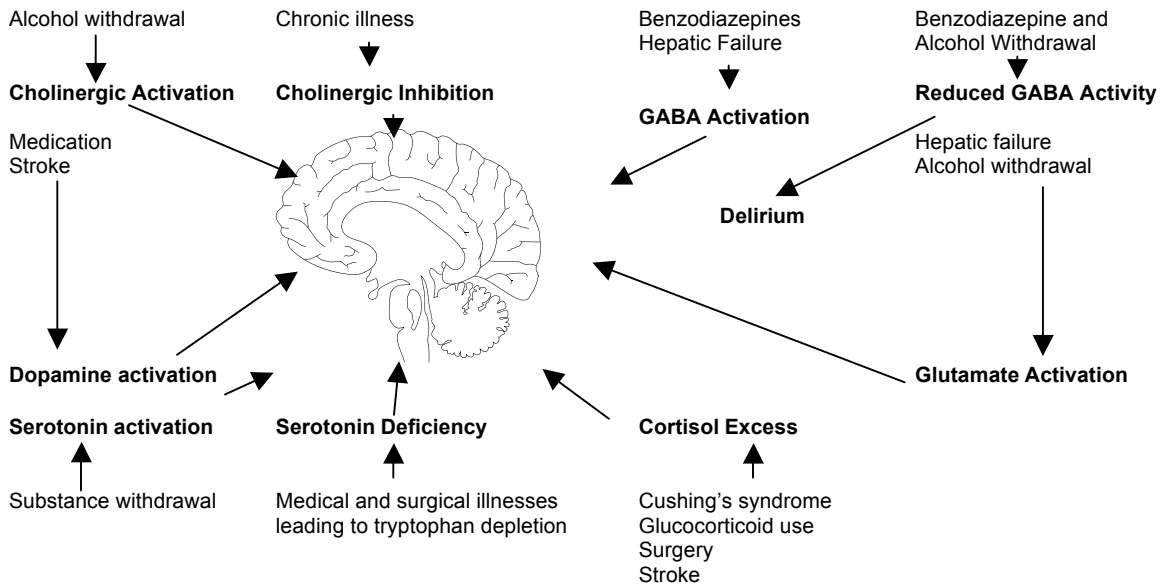 Alcohol withdrawal
Cholinergic Activation
Chronic illness
Cholinergic Inhibition
Benzodiazepines
Hepatic Failure
GABA Activation
Benzodiazepine and
Alcohol Withdrawal
Reduced GABA Activity
Medication
Stroke
Hepatic failure
Alcohol withdrawal
Delirium
Dopamine activation
Glutamate Activation
Serotonin activation
Serotonin Deficiency
Cortisol Excess
Substance withdrawal
Medical and surgical illnesses
leading to tryptophan depletion
Cushing's syndrome
Glucocorticoid use
Surgery
Stroke